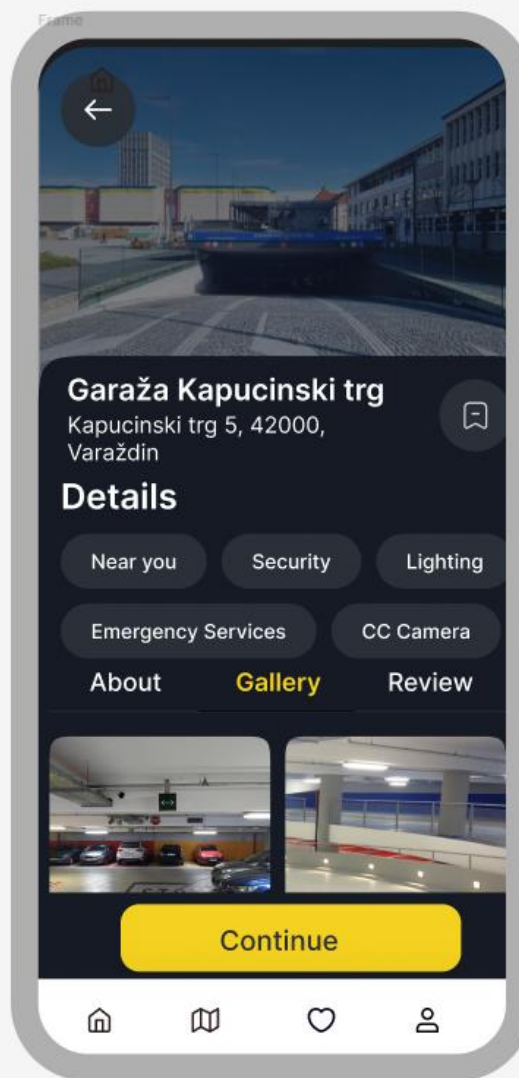 Frame
Garaža Kapucinski trg
Kapucinski trg 5, 42000,
Varaždin
Details
Near you Security Lighting
Emergency Services CC Camera
About Gallery Review
Continue